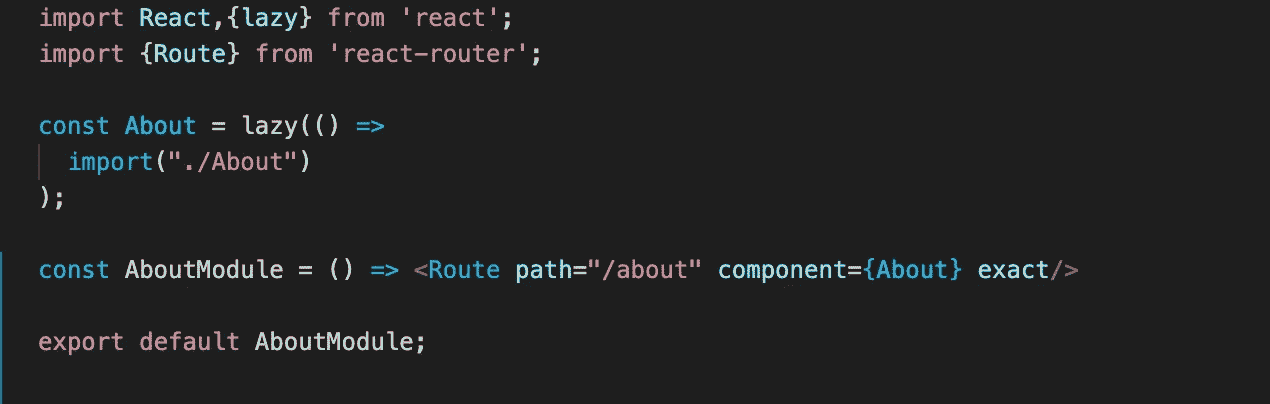 import React,{lazy} from 'react';
import {Route} from 'react-router';
const About = lazy(() =>
import("./About")
);
const AboutModule = () => <Route path="/about" component={About} exact/>
export default AboutModule;